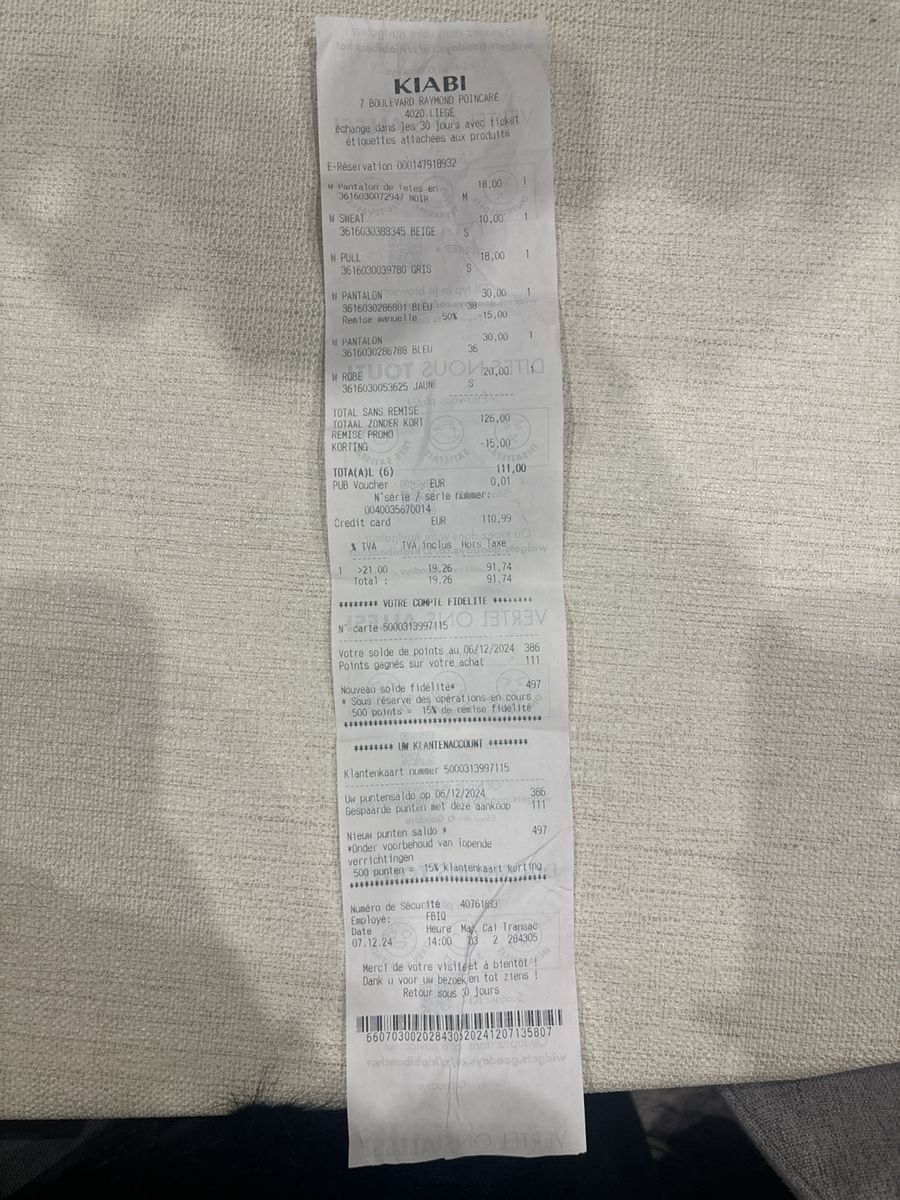 KIABI
7 BOULEVARD RAYMOND POINCARE
4020 LIEGE
échange dans les 30 jours avec ticket
étiquettes attachées aux produits
E-Réservation 000147918932
W Pantalon de fetes en 18,00 1
3616030072947 NOIR M
W SWEAT 10,00 1
3616030388345 BEIGE S
W PULL 18,00 1
3616030039780 GRIS S
W PANTALON 30,00 1
3616030286801 BLEU 38
Remise manuelle -50% -15,00
W PANTALON 30,00 1
3616030286788 BLEU 36
W ROBE 20,00 1
3616030053625 JAUNE S
TOTAL SANS REMISE
TOTAAL ZONDER KORT 126,00
REMISE PROMO
KORTING -15,00
TOTA(A)L (6) 111,00
PUB Voucher EUR 0,01
N°série / serie nummer:
0040035670014
Credit card EUR 110,99
% TVA TVA inclus Hors Taxe
1 >21,00 19,26 91,74
Total : 19,26 91,74
******** VOTRE COMPTE FIDELITE ********
N° carte 5000313997115
Votre solde de points au 06/12/2024 386
Points gagnés sur votre achat 111
Nouveau solde fidélité* 497
* Sous réserve des opérations en cours
500 points = 15% de remise fidélité
****************************************
******** UW KLANTENACCOUNT ********
Klantenkaart nummer 5000313997115
Uw puntensaldo op 06/12/2024 386
Gespaarde punten met deze aankoop 111
Nieuw punten saldo * 497
*Onder voorbehoud van lopende
verrichtingen
500 punten = 15% klantenkaart korting
****************************************
Numéro de Sécurité
Employe: FBIQ
Date Heure Mag. Cai Transac
07.12.24 14:00 703 2 284305
Merci de votre visite et à bientôt !
Dank u voor uw bezoek en tot ziens !
Retour sous 30 jours
660703002028430520241207135807